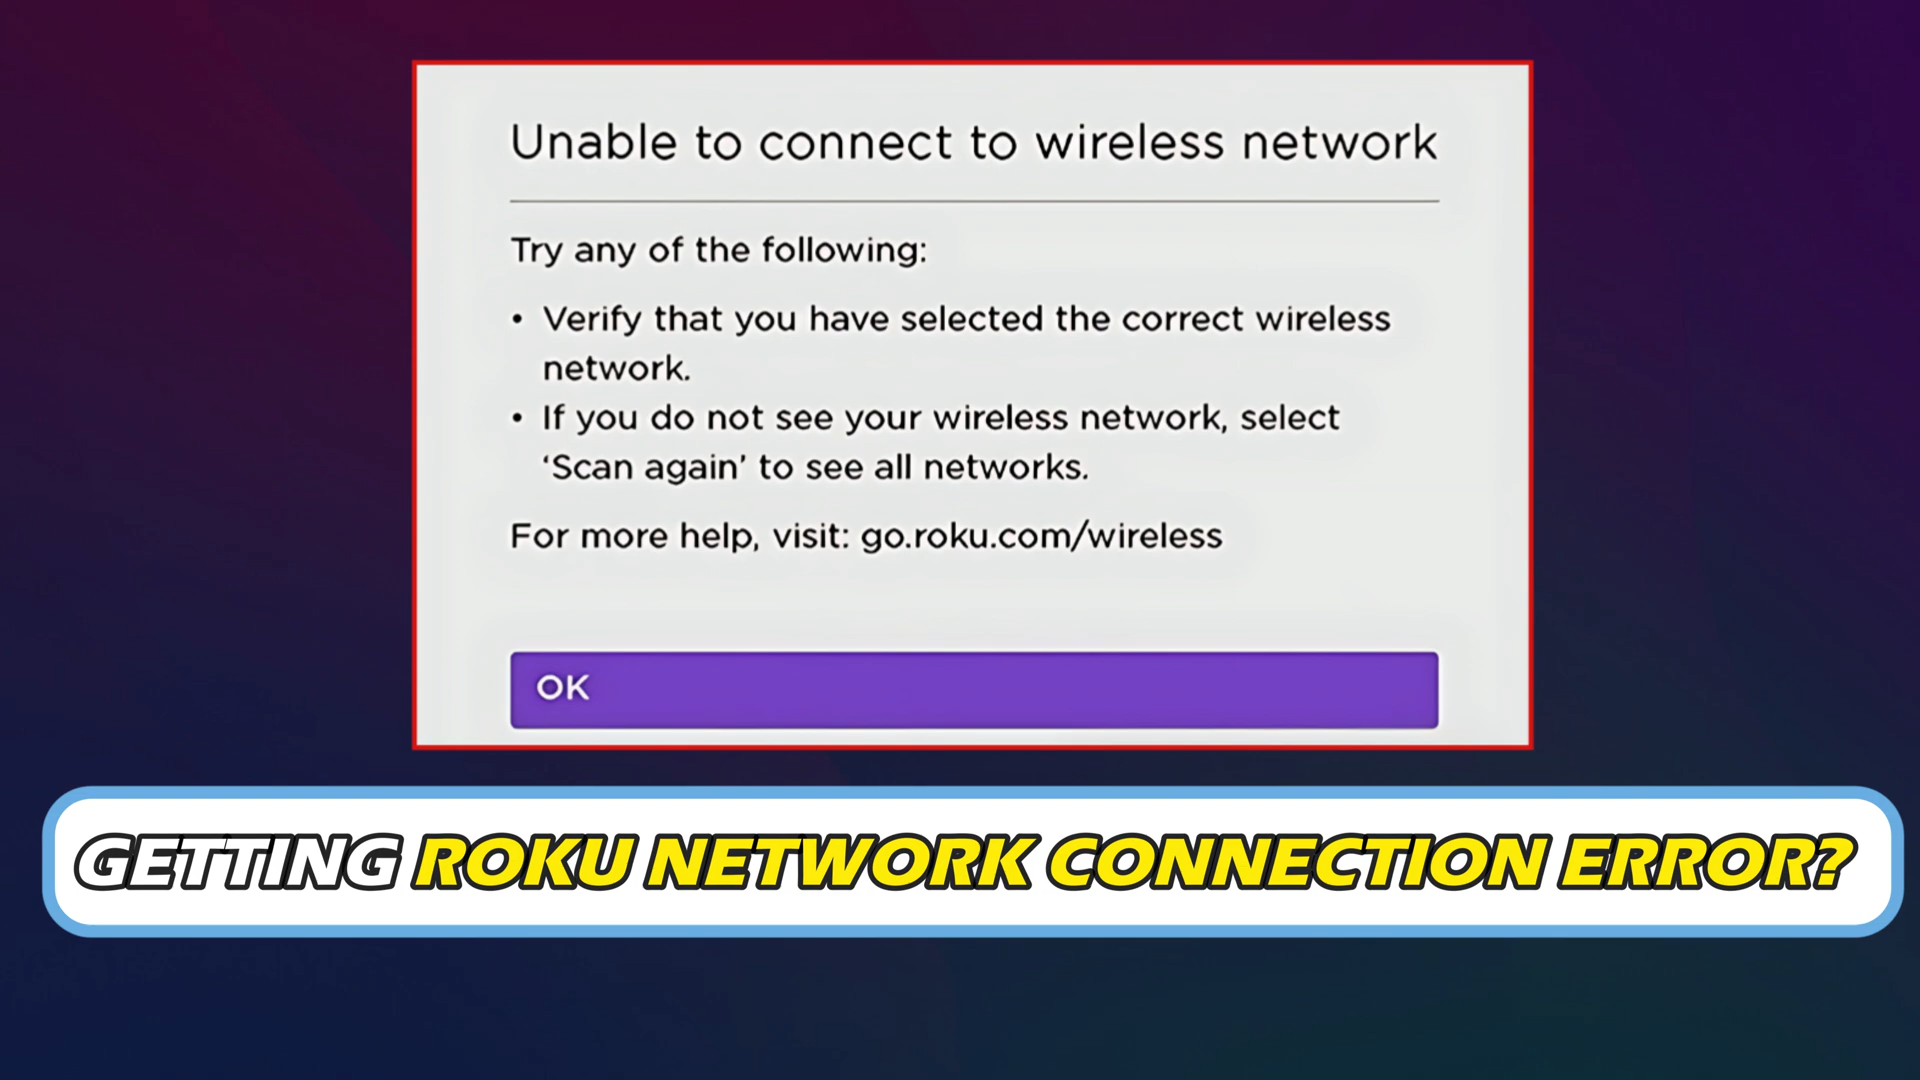 Unable to connect to wireless network
Try any of the following:
• Verify that you have selected the correct wireless
network.
• If you do not see your wireless network, select
‘Scan again’ to see all networks.
For more help, visit: go.roku.com/wireless
OK
GETTING ROKU NETWORK CONNECTION ERROR?